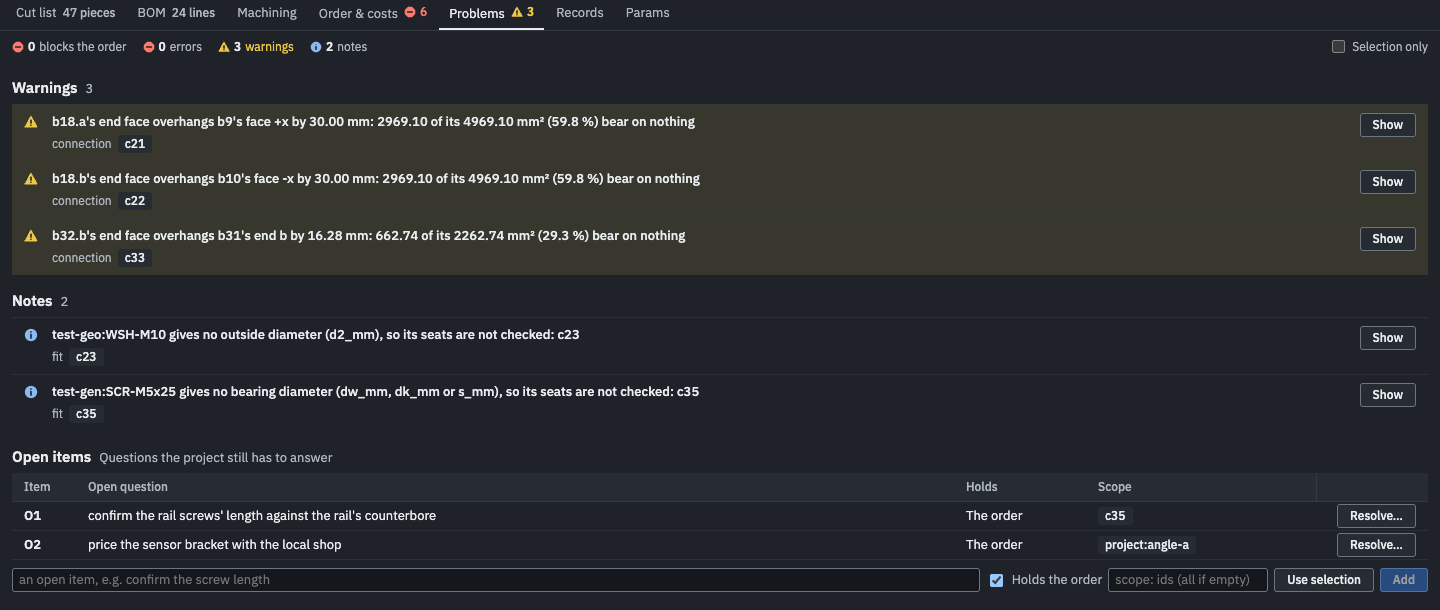 Cut list 47 pieces BOM 24 lines Machining Order & costs 6 Problems 3 Records Params
0 blocks the order 0 errors 3 warnings 2 notes Selection only
Warnings 3
b18.a's end face overhangs b9's face +x by 30.00 mm: 2969.10 of its 4969.10 mm² (59.8 %) bear on nothing
Show
connection c21
b18.b's end face overhangs b10's face -x by 30.00 mm: 2969.10 of its 4969.10 mm² (59.8 %) bear on nothing
Show
connection c22
b32.b's end face overhangs b31's end b by 16.28 mm: 662.74 of its 2262.74 mm² (29.3 %) bear on nothing
Show
connection c33
Notes 2
test-geo:WSH-M10 gives no outside diameter (d2_mm), so its seats are not checked: c23
Show
fit c23
test-gen:SCR-M5x25 gives no bearing diameter (dw_mm, dk_mm or s_mm), so its seats are not checked: c35
Show
fit c35
Open items Questions the project still has to answer
Item Open question Holds Scope
O1 confirm the rail screws' length against the rail's counterbore The order c35 Resolve...
O2 price the sensor bracket with the local shop The order project:angle-a Resolve...
an open item, e.g. confirm the screw length Holds the order scope: ids (all if empty) Use selection Add